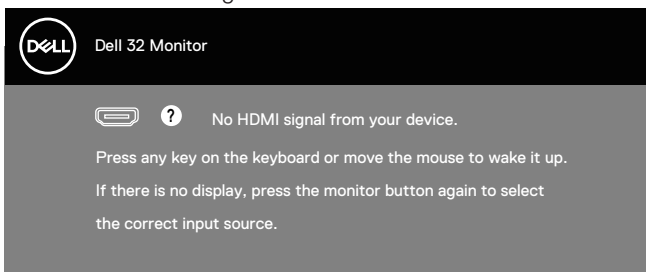 DELL
Dell 32 Monitor
? No HDMI signal from your device.
Press any key on the keyboard or move the mouse to wake it up.
If there is no display, press the monitor button again to select
the correct input source.